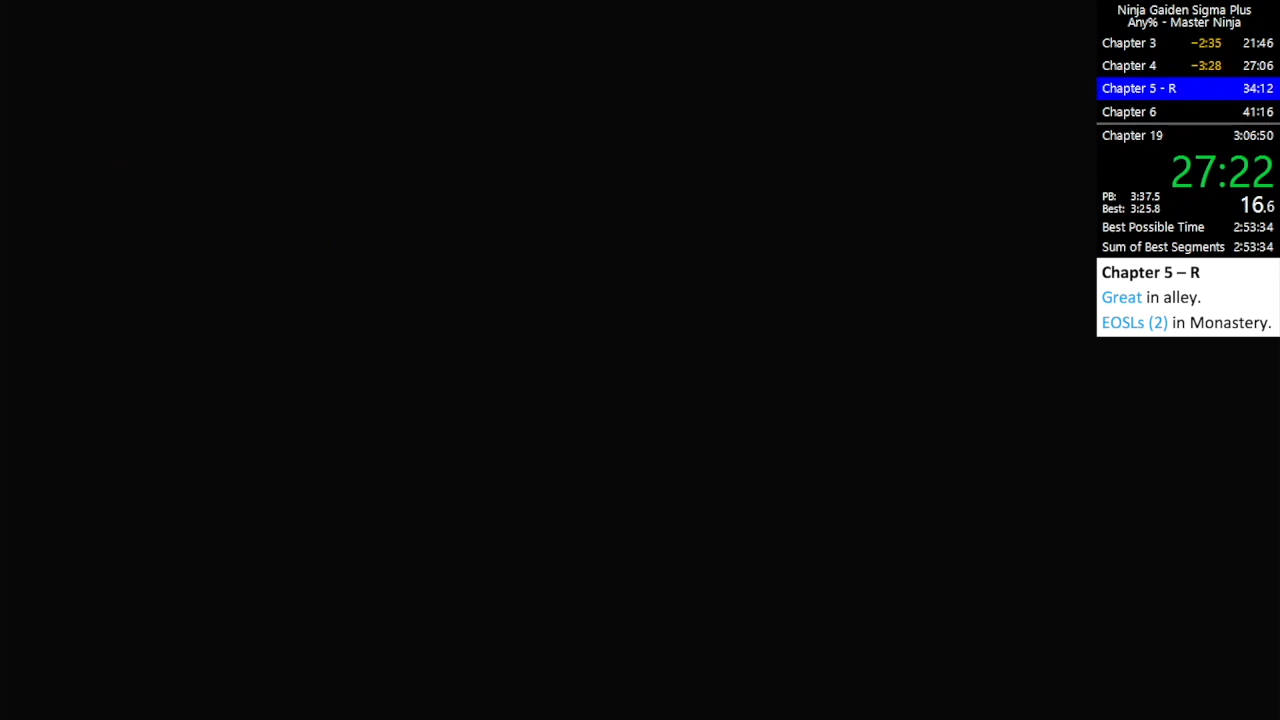 Ninja Gaiden Sigma Plus
Any% - Master Ninja
Chapter 3 −2:35 21:46
Chapter 4 −3:28 27:06
Chapter 5 - R 34:12
Chapter 6 41:16
Chapter 19 3:06:50
27:22
PB: 3:37.5
Best: 3:25.8
16.6
Best Possible Time 2:53:34
Sum of Best Segments 2:53:34
Chapter 5 – R
Great in alley.
EOSLs (2) in Monastery.